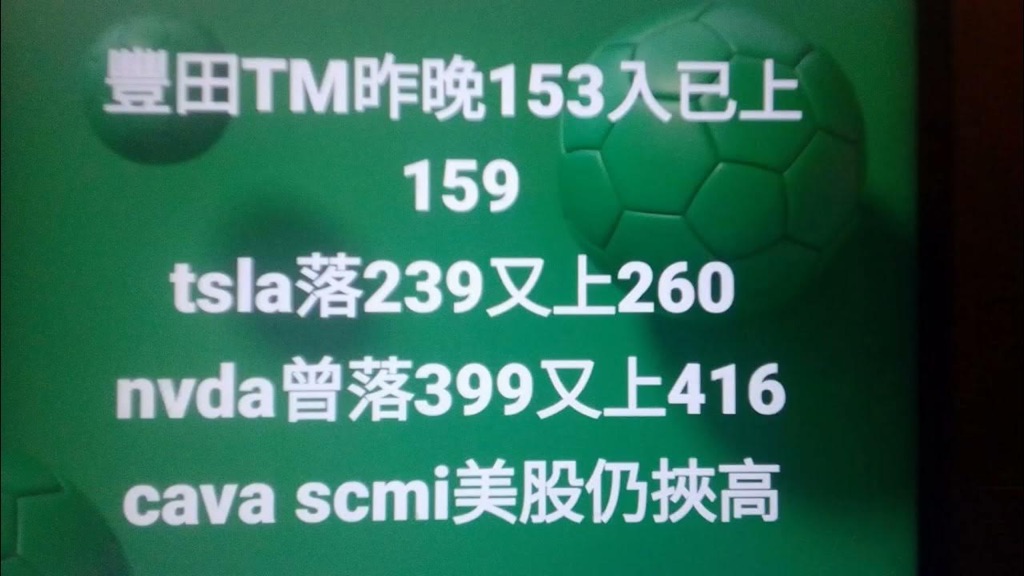 豐田TM昨晚153入已上
159
tsla落239又上260
nvda曾落399又上416
cava scmi美股仍挾高